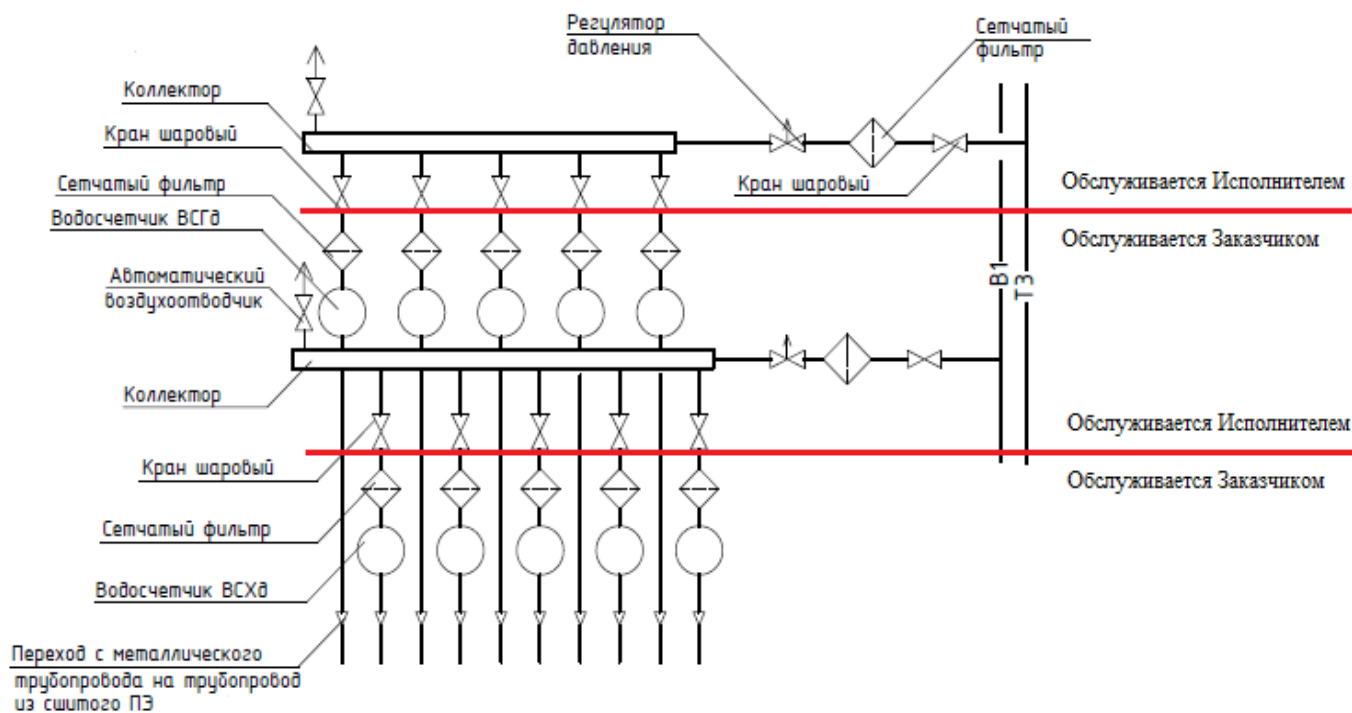 Регулятор
давления
Сетчатый
фильтр
Коллектор
Кран шаровый
Сетчатый фильтр
Водосчетчик ВСГд
Автоматический
воздухоотводчик
Коллектор
Кран шаровый
Обслуживается Исполнителем
Обслуживается Заказчиком
В1
Т3
Обслуживается Исполнителем
Обслуживается Заказчиком
Кран шаровый
Сетчатый фильтр
Водосчетчик ВСХд
Переход с металлического
трубопровода на трубопровод
из сшитого ПЭ